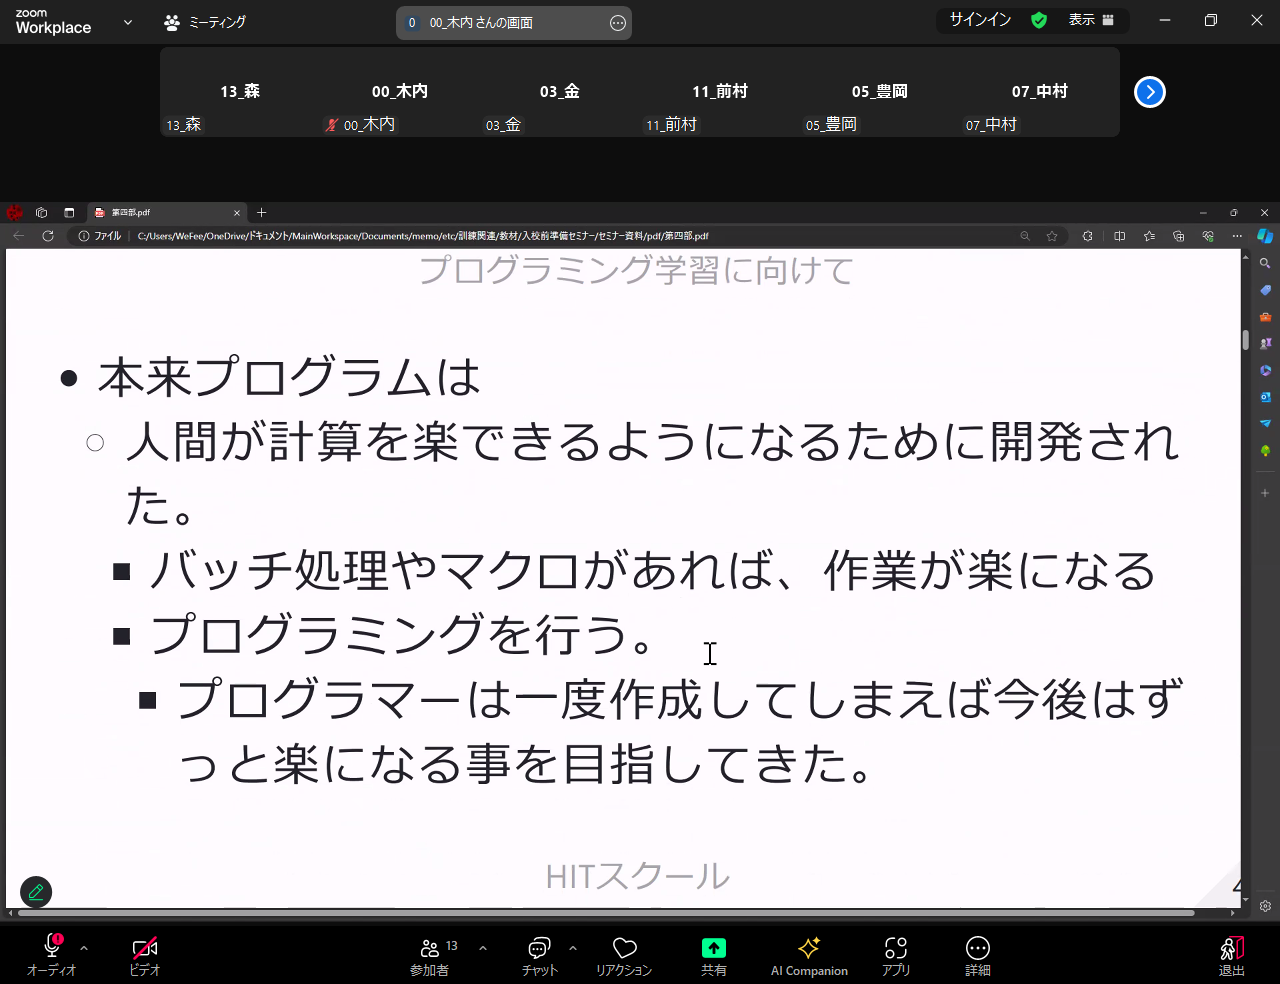 zoom
Workplace
ミーティング
0 00_木内 さんの画面
サインイン
表示
13_森
00_木内
03_金
11_前村
05_豊岡
07_中村
13_森
00_木内
03_金
11_前村
05_豊岡
07_中村
第四部.pdf
ファイル
C:/Users/WeFee/OneDrive/ドキュメント/MainWorkspace/Documents/memo/etc/訓練関連/教材/入校前準備セミナー/セミナー資料/pdf/第四部.pdf
プログラミング学習に向けて
● 本来プログラムは
○ 人間が計算を楽できるようになるために開発され
た。
■ バッチ処理やマクロがあれば、作業が楽になる
■ プログラミングを行う。
■ プログラマーは一度作成してしまえば今後はず
っと楽になる事を目指してきた。
HITスクール
4
オーディオ
ビデオ
参加者
13
チャット
リアクション
共有
AI Companion
アプリ
詳細
退出